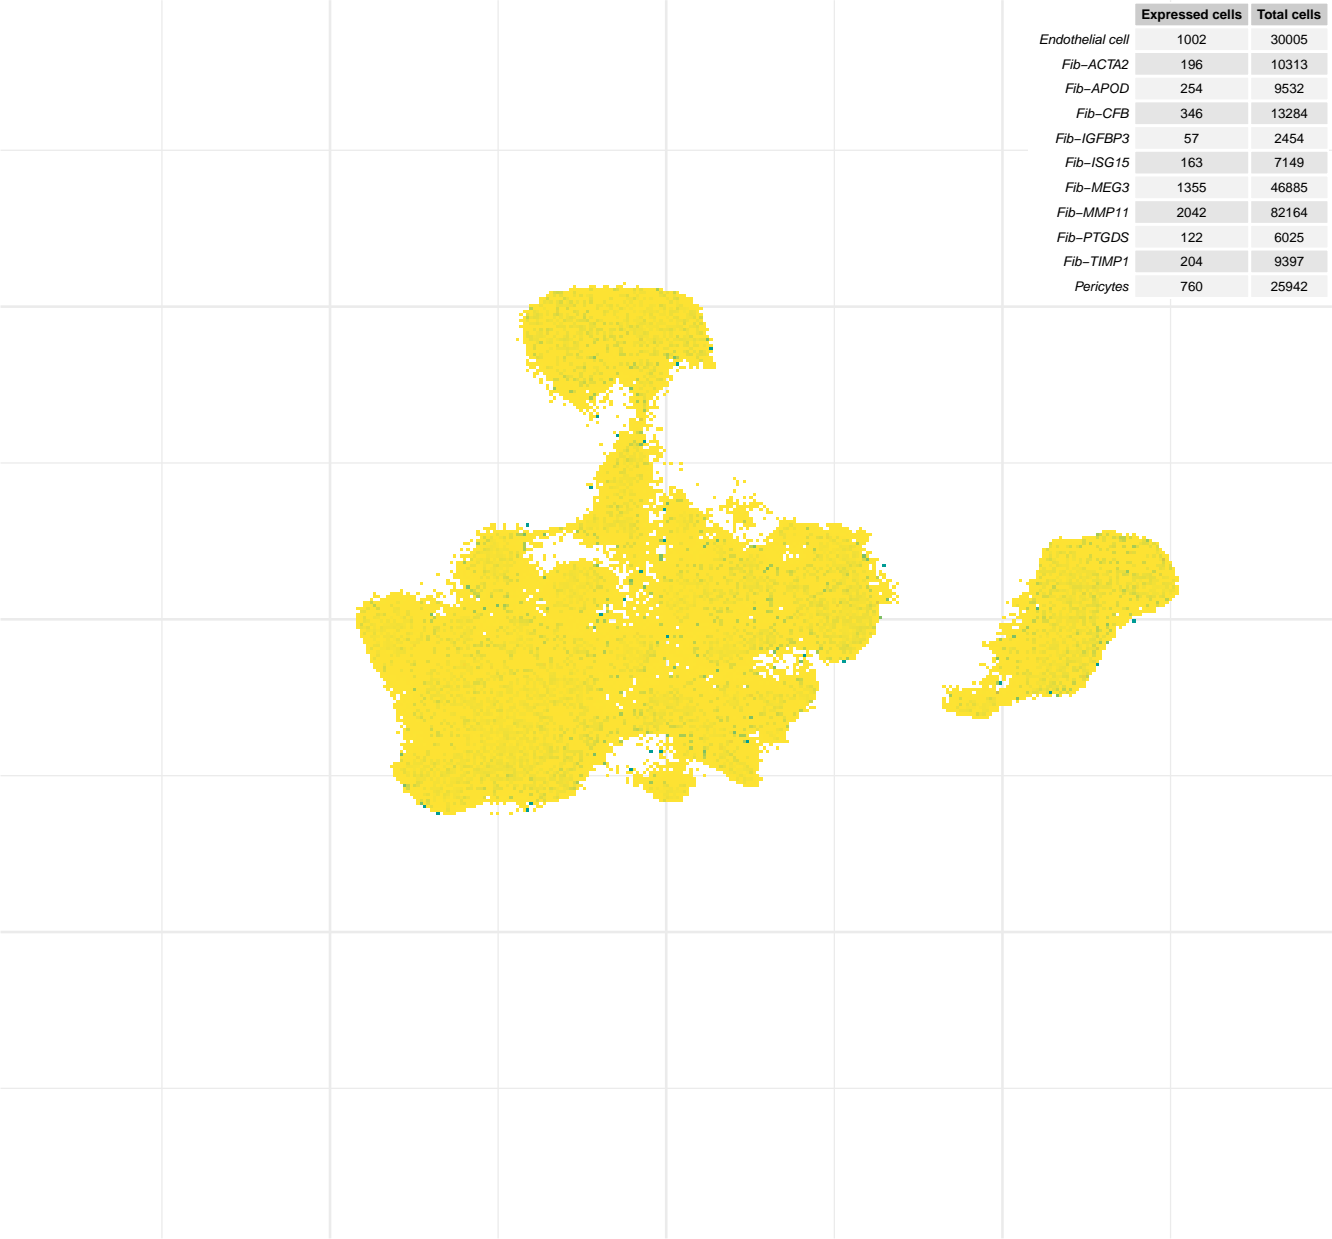 Expressed cells Total cells
Endothelial cell 1002 30005
Fib−ACTA2 196 10313
Fib−APOD 254 9532
Fib−CFB 346 13284
Fib−IGFBP3 57 2454
Fib−ISG15 163 7149
Fib−MEG3 1355 46885
Fib−MMP11 2042 82164
Fib−PTGDS 122 6025
Fib−TIMP1 204 9397
Pericytes 760 25942